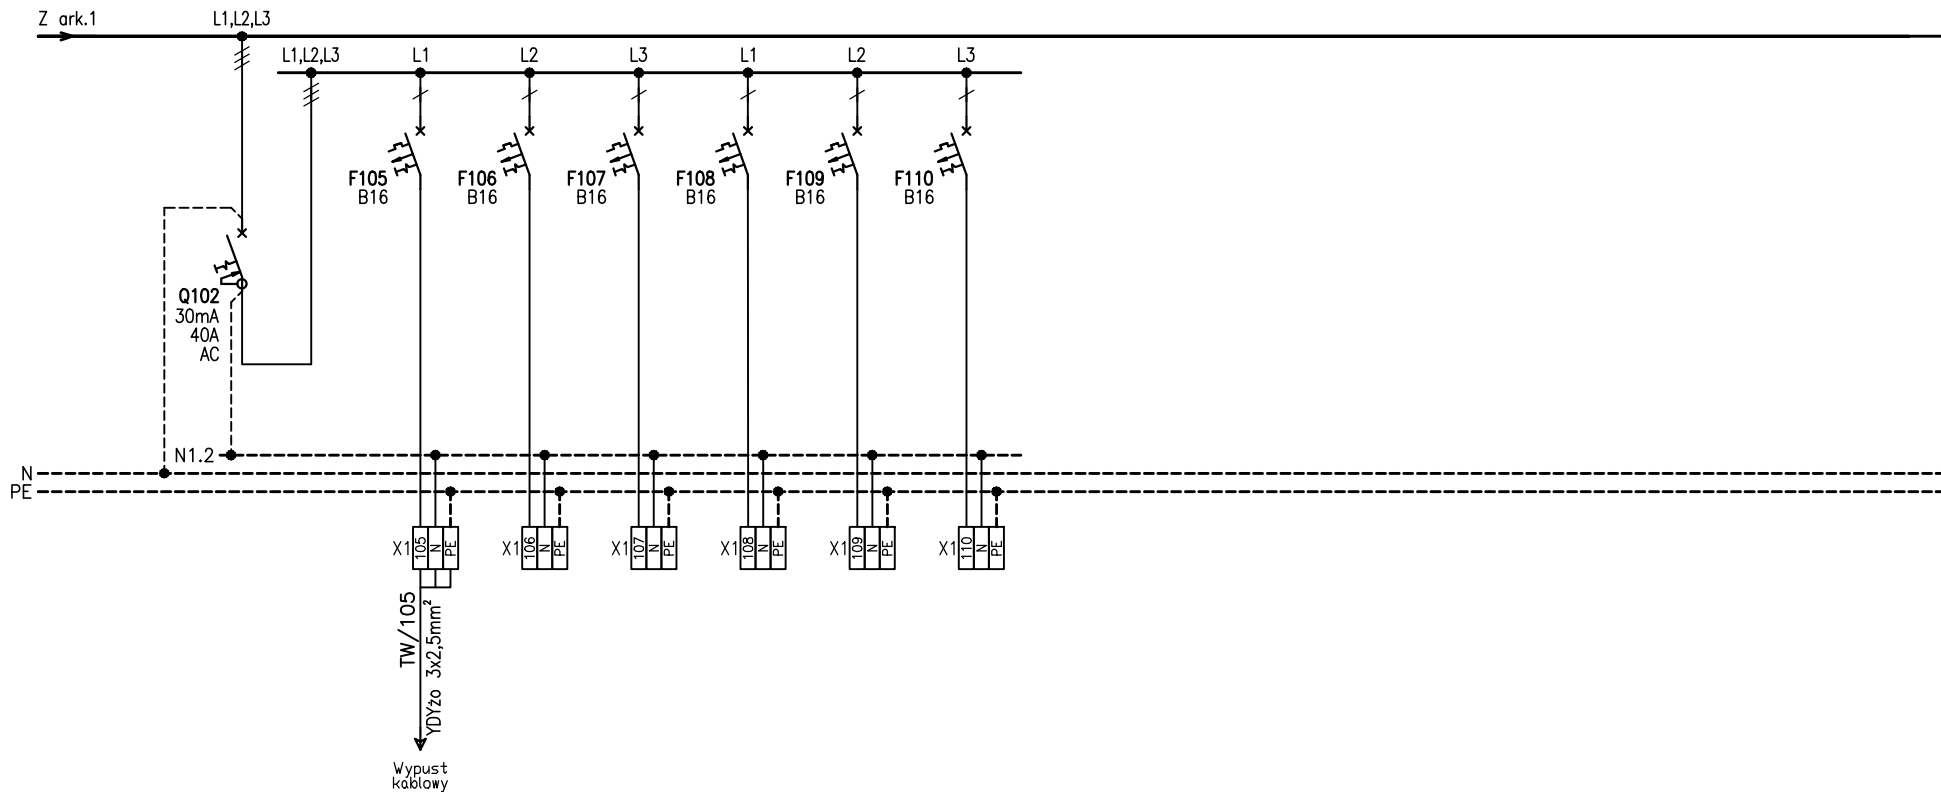 Z ark.1
L1,L2,L3
L1,L2,L3
L1
L2
L3
L1
L2
L3
F105
B16
F106
B16
F107
B16
F108
B16
F109
B16
F110
B16
Q102
30mA
40A
AC
N1.2
N
PE
X1 105 N PE
X1 106 N PE
X1 107 N PE
X1 108 N PE
X1 109 N PE
X1 110 N PE
TW/105
YDYżo 3x2,5mm²
Wypust
kablowy